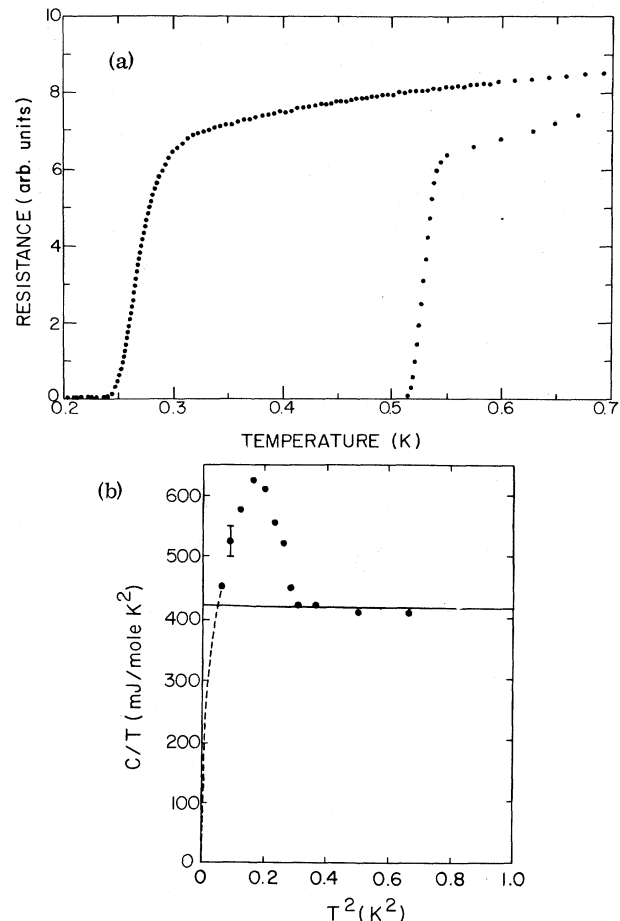 (a)
RESISTANCE (arb. units)
10
8
6
4
2
0
0.2 0.3 0.4 0.5 0.6 0.7
TEMPERATURE (K)
(b)
C/T (mJ/mole K²)
600
500
400
300
200
100
0
0 0.2 0.4 0.6 0.8 1.0
T²(K²)